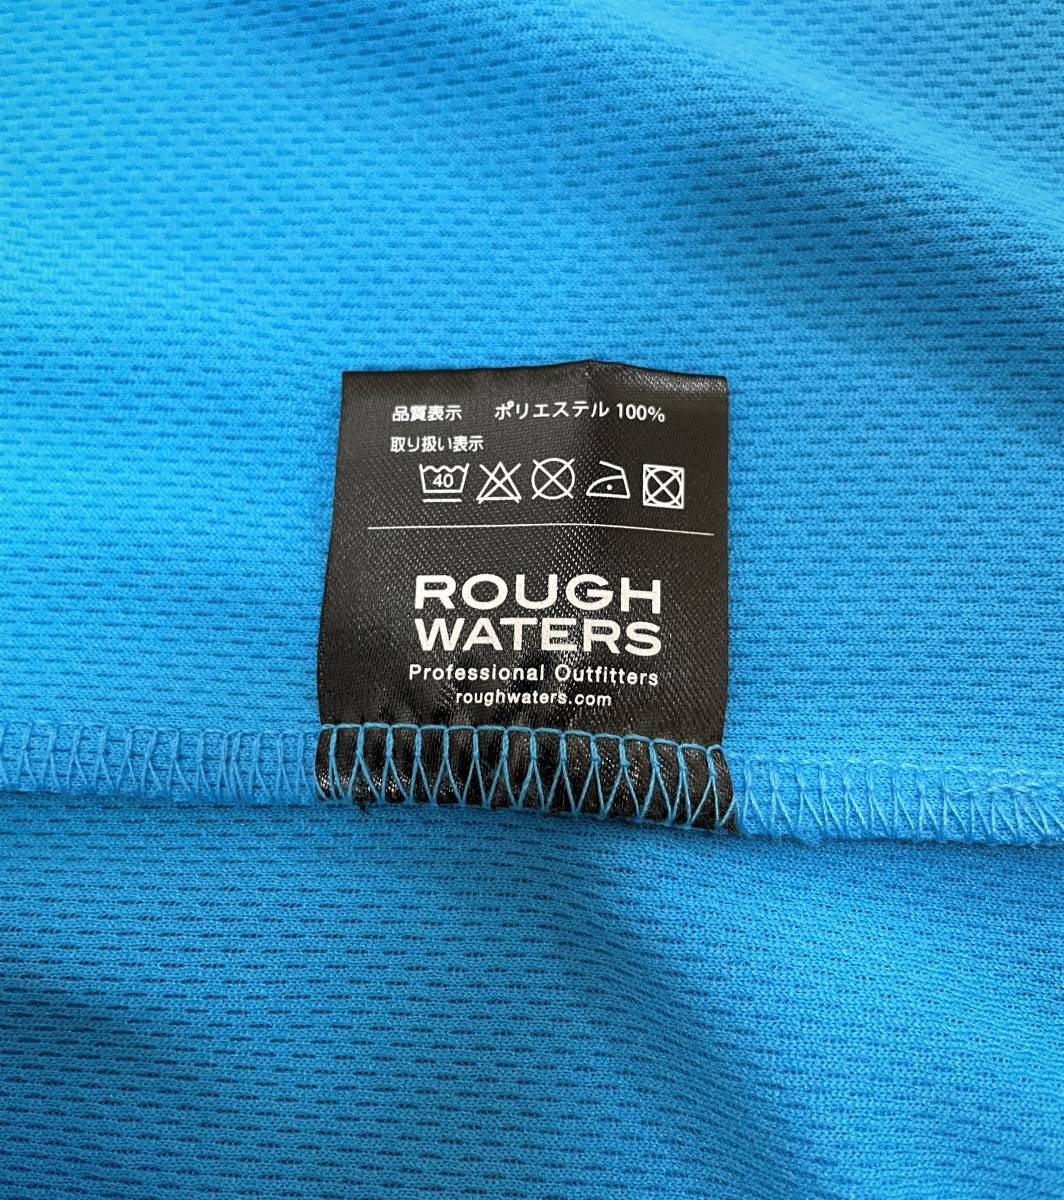 品質表示 ポリエステル 100%
取り扱い表示
40
ROUGH
WATERS
Professional Outfitters
roughwaters.com